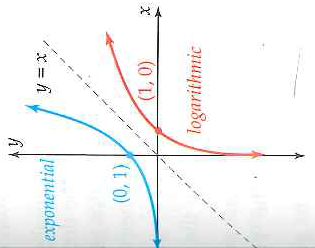 y
exponential
(0, 1)
y = x
(1, 0)
logarithmic
x